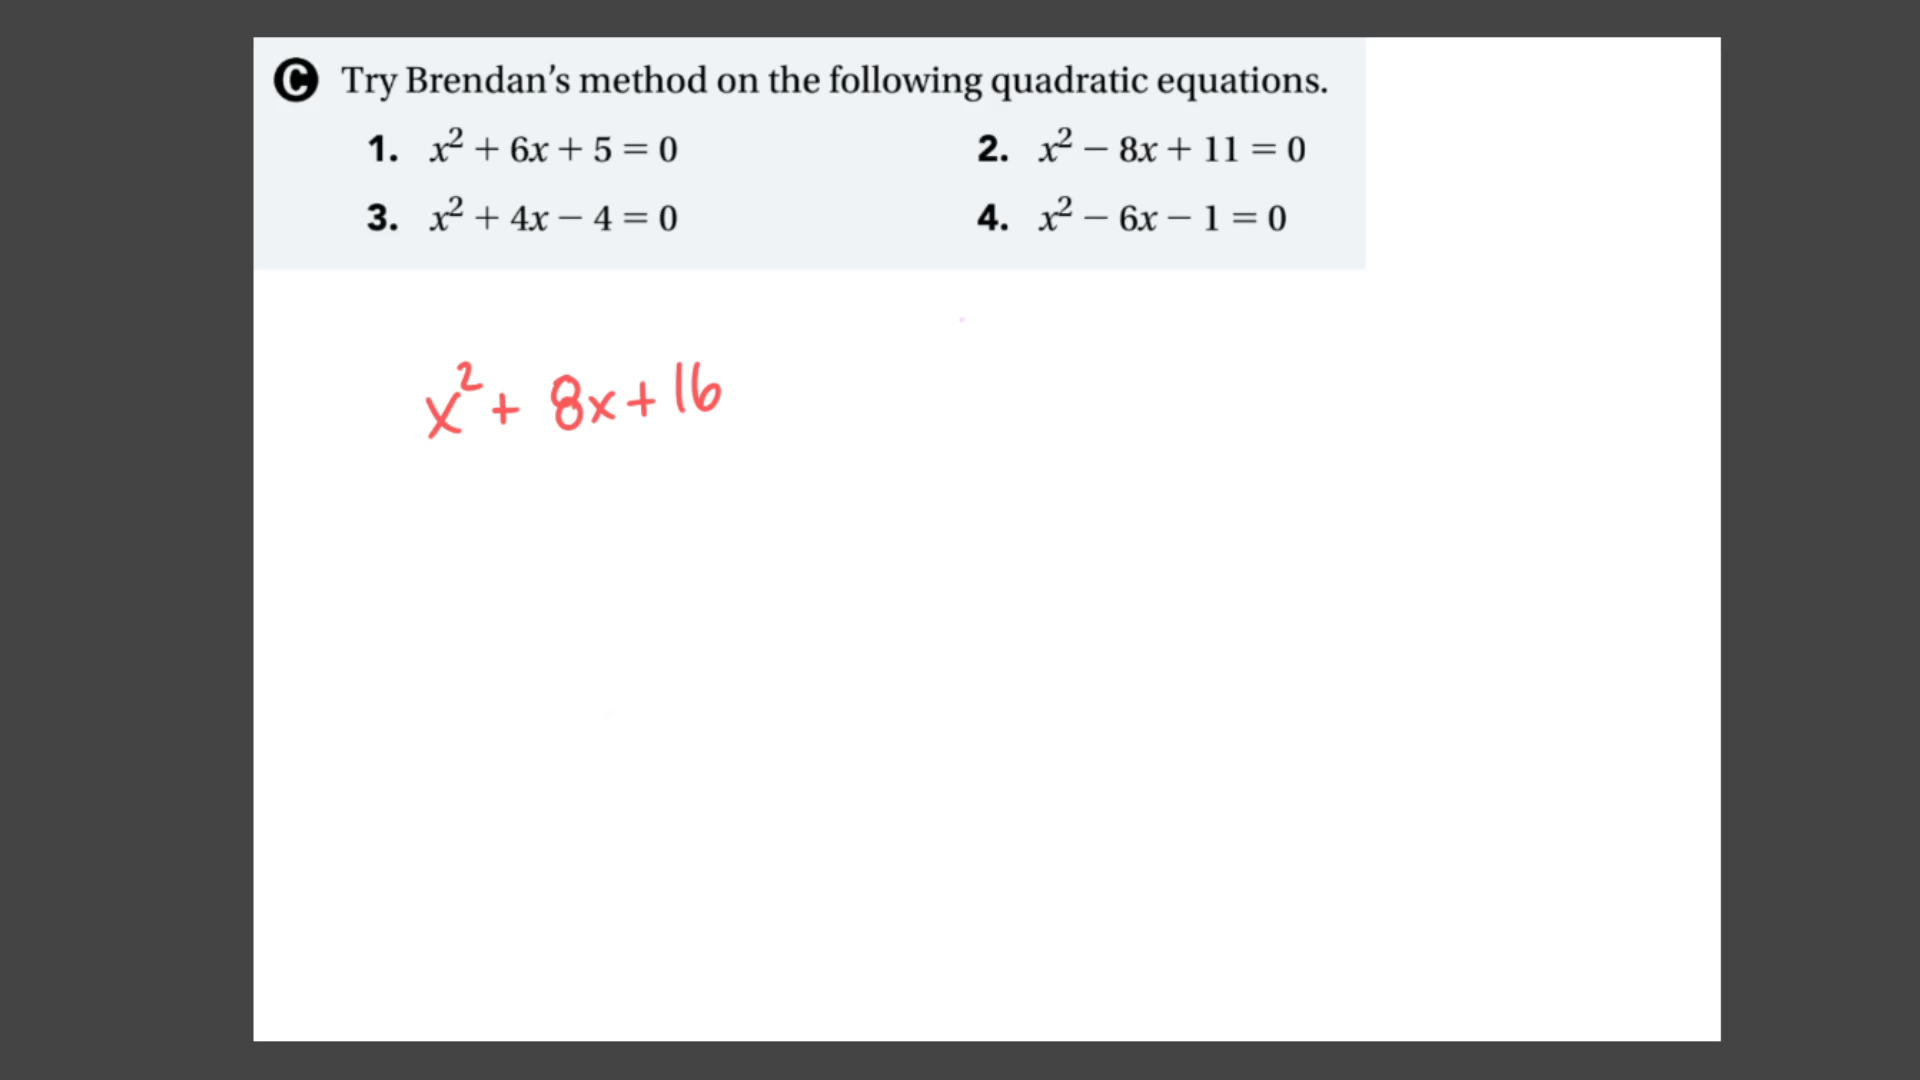 C Try Brendan’s method on the following quadratic equations.
1. x² + 6x + 5 = 0 2. x² − 8x + 11 = 0
3. x² + 4x − 4 = 0 4. x² − 6x − 1 = 0
x² + 8x + 16